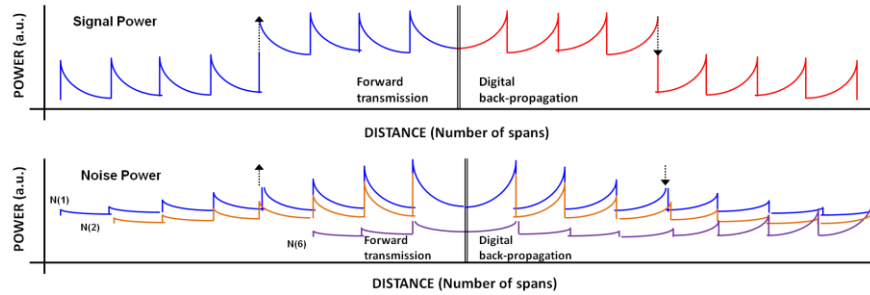 Signal Power
POWER (a.u.)
Forward transmission
Digital back-propagation
DISTANCE (Number of spans)
Noise Power
POWER (a.u.)
N(1)
N(2)
N(6)
Forward transmission
Digital back-propagation
DISTANCE (Number of spans)